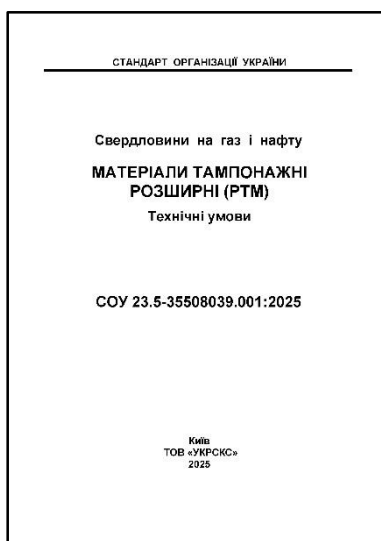 СТАНДАРТ ОРГАНІЗАЦІЇ УКРАЇНИ
Свердловини на газ і нафту
МАТЕРІАЛИ ТАМПОНАЖНІ
РОЗШИРНІ (РТМ)
Технічні умови
СОУ 23.5-35508039.001:2025
Київ
ТОВ «УКРСКС»
2025